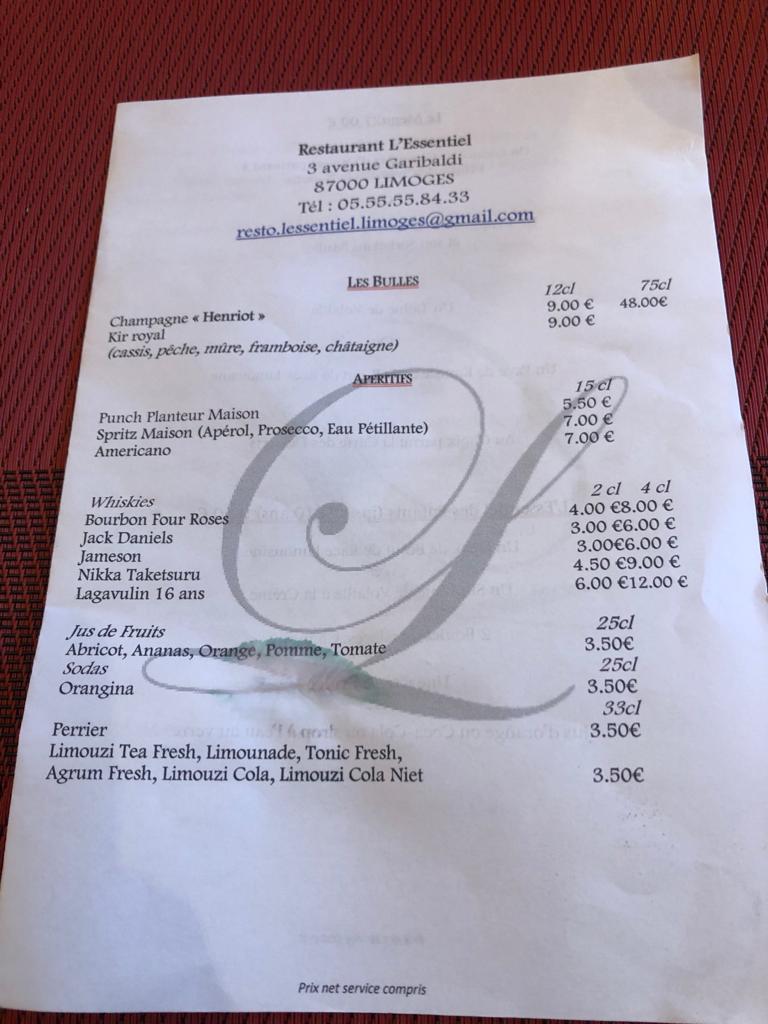 Restaurant L'Essentiel
3 avenue Garibaldi
87000 LIMOGES
Tél : 05.55.55.84.33
resto.lessentiel.limoges@gmail.com
LES BULLES
12cl 75cl
Champagne « Henriot » 9.00 € 48.00€
Kir royal 9.00 €
(cassis, pêche, mûre, framboise, châtaigne)
APERITIFS
15 cl
Punch Planteur Maison 5.50 €
Spritz Maison (Apérol, Prosecco, Eau Pétillante) 7.00 €
Americano 7.00 €
Whiskies 2 cl 4 cl
Bourbon Four Roses 4.00 €8.00 €
Jack Daniels 3.00 €6.00 €
Jameson 3.00€6.00 €
Nikka Taketsuru 4.50 €9.00 €
Lagavulin 16 ans 6.00 €12.00 €
Jus de Fruits 25cl
Abricot, Ananas, Orange, Pomme, Tomate 3.50€
Sodas 25cl
Orangina 3.50€
33cl
Perrier 3.50€
Limouzi Tea Fresh, Limounade, Tonic Fresh,
Agrum Fresh, Limouzi Cola, Limouzi Cola Niet 3.50€
Prix net service compris